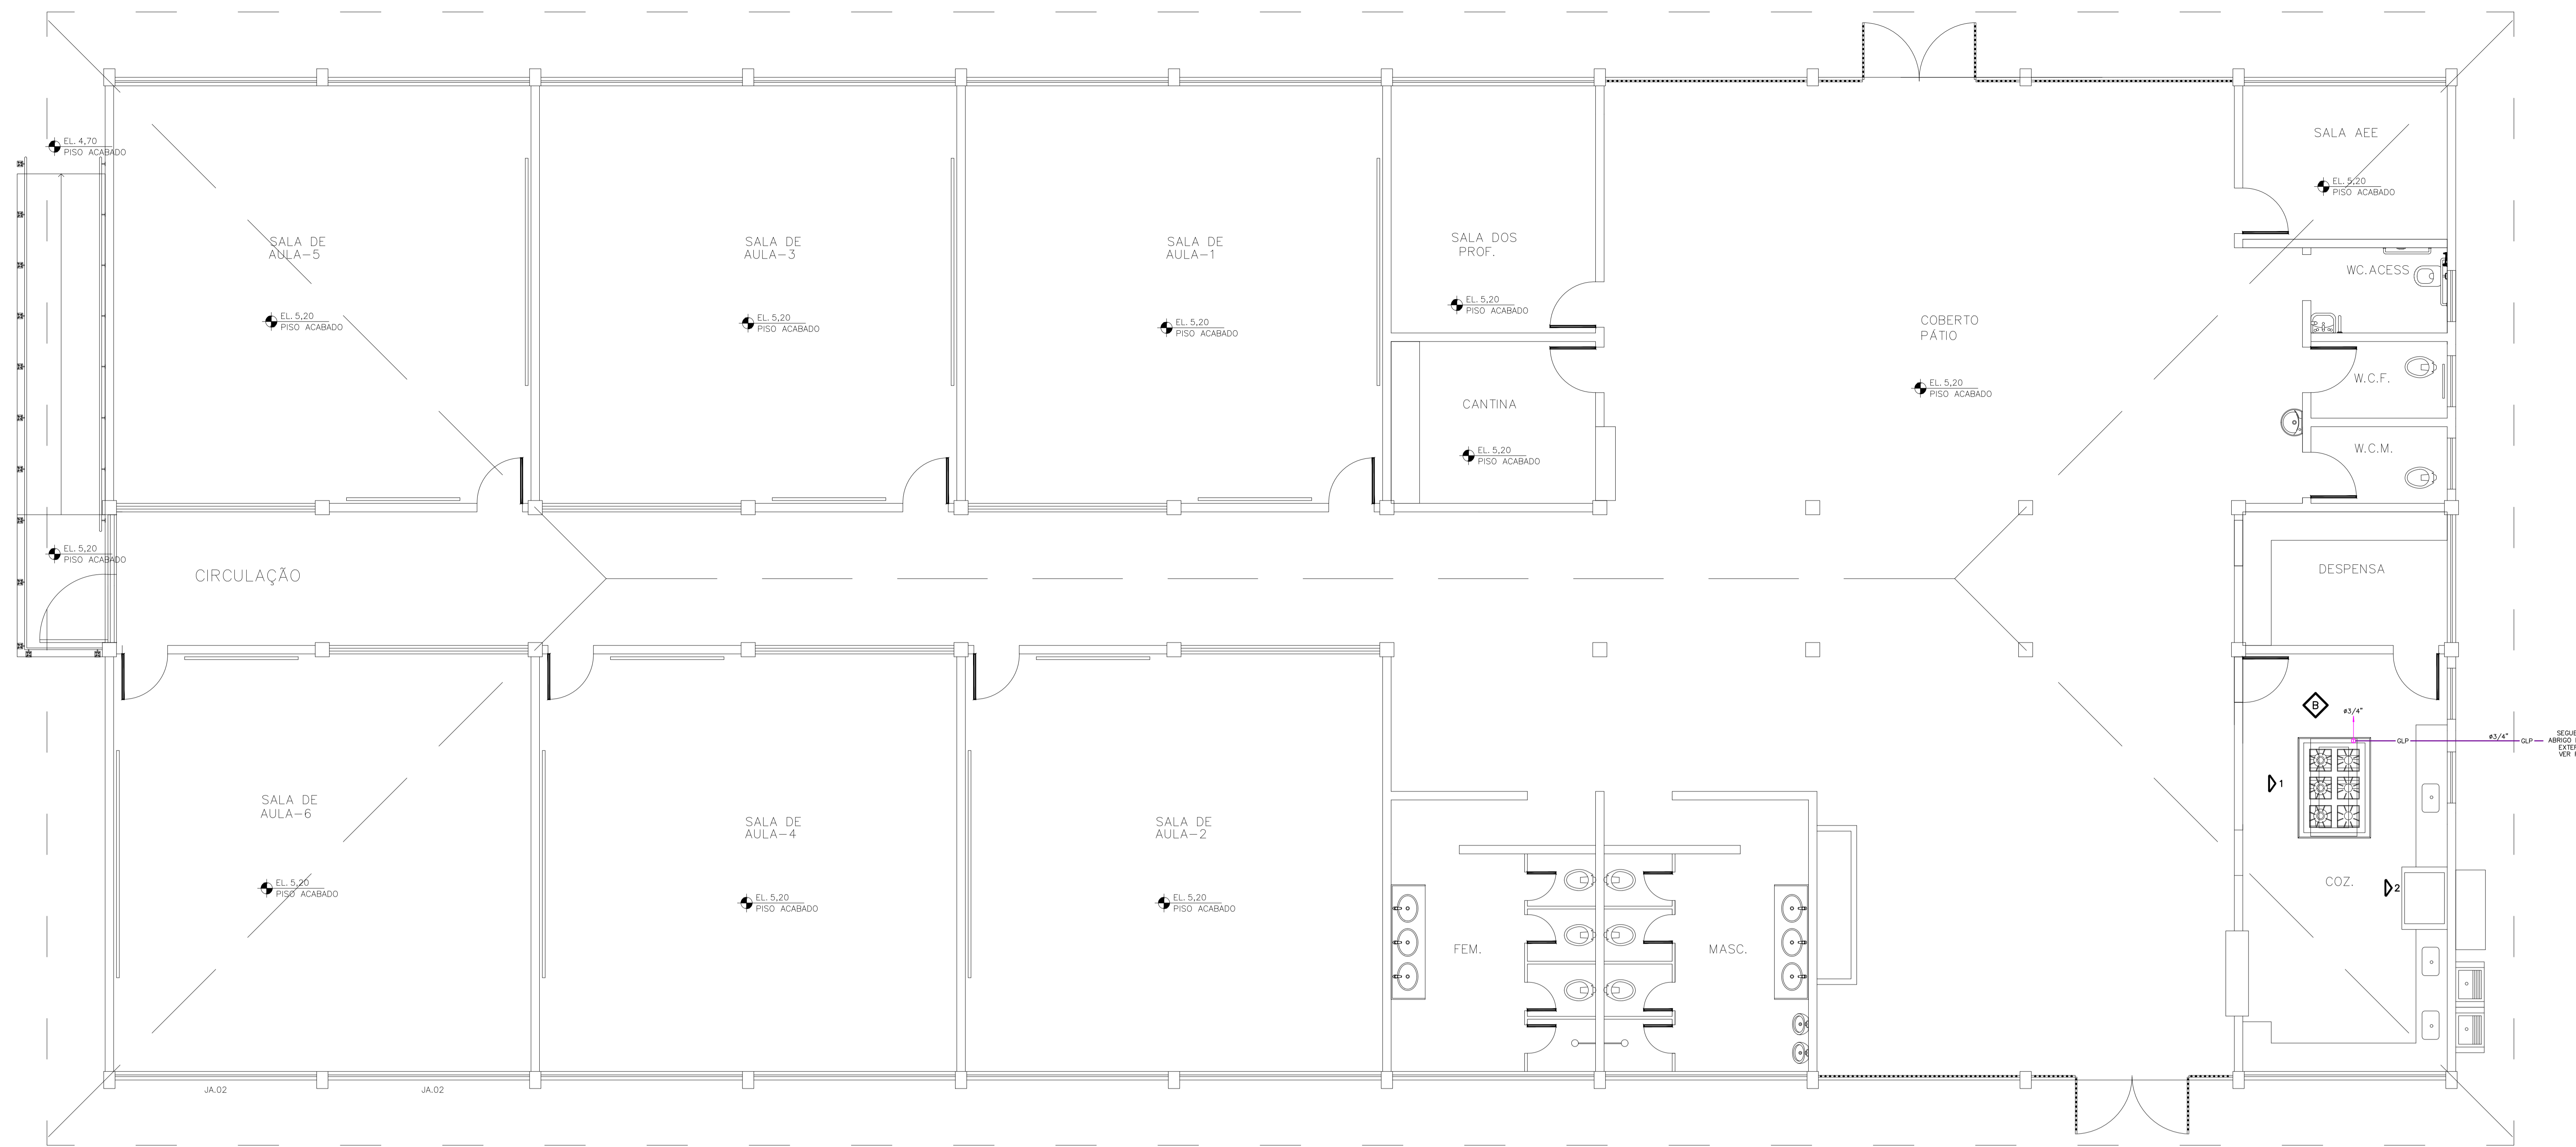 EL. 4,70
PISO ACABADO
SALA AEE
EL. 5,20
PISO ACABADO
SALA DE
AULA-5
SALA DE
AULA-3
SALA DE
AULA-1
SALA DOS
PROF.
WC.ACESS
EL. 5,20
PISO ACABADO
EL. 5,20
PISO ACABADO
EL. 5,20
PISO ACABADO
EL. 5,20
PISO ACABADO
COBERTO
PÁTIO
EL. 5,20
PISO ACABADO
W.C.F.
CANTINA
EL. 5,20
PISO ACABADO
W.C.M.
EL. 5,20
PISO ACABADO
CIRCULAÇÃO
DESPENSA
B
ø3/4"
GLP
ø3/4"
GLP
ABRIGO
VER
1
SALA DE
AULA-6
SALA DE
AULA-4
SALA DE
AULA-2
EL. 5,20
PISO ACABADO
EL. 5,20
PISO ACABADO
EL. 5,20
PISO ACABADO
COZ.
2
FEM.
MASC.
JA.02
JA.02